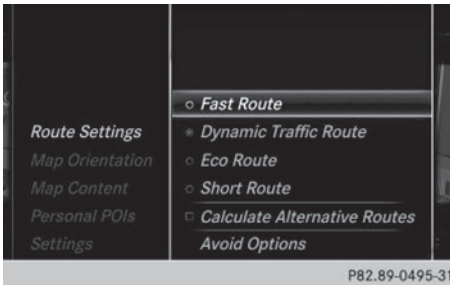 Fast Route
Route Settings
Dynamic Traffic Route
Map Orientation
Eco Route
Map Content
Short Route
Personal POIs
Calculate Alternative Routes
Settings
Avoid Options
P82.89-0495-31